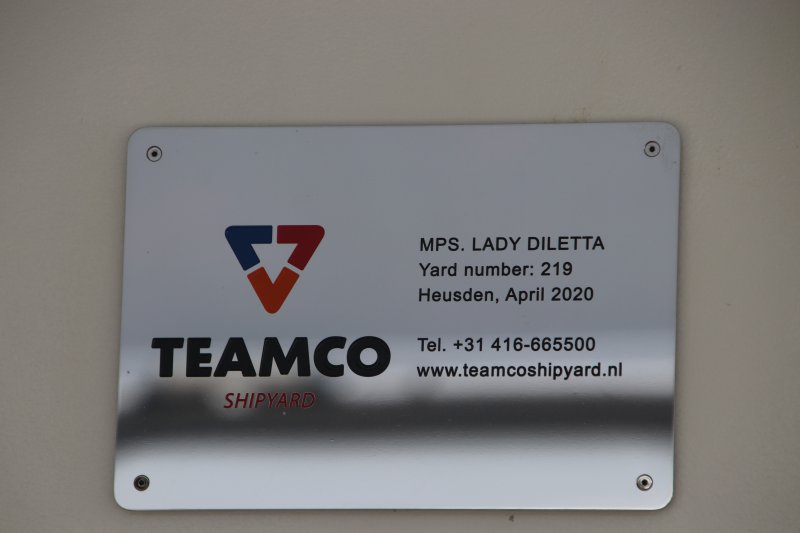 TEAMCO
SHIPYARD
MPS. LADY DILETTA
Yard number: 219
Heusden, April 2020
Tel. +31 416-665500
www.teamcoshipyard.nl